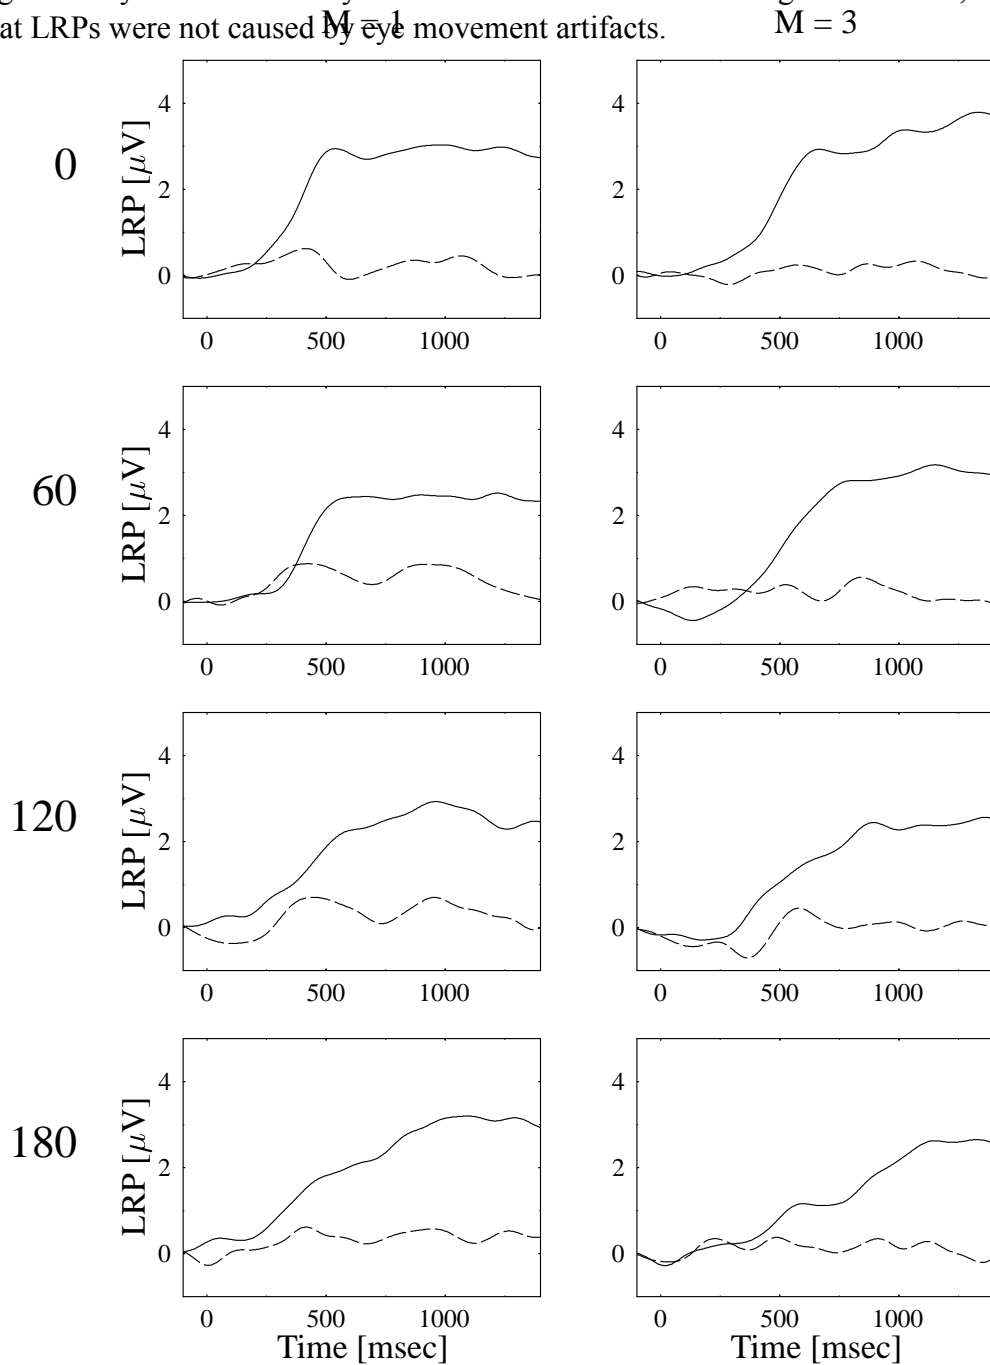 at LRPs were not caused by eye movement artifacts.
M = 1 M = 3
0
LRP [μV]
4
2
0
0 500 1000
4
2
0
0 500 1000
60
LRP [μV]
4
2
0
0 500 1000
4
2
0
0 500 1000
120
LRP [μV]
4
2
0
0 500 1000
4
2
0
0 500 1000
180
LRP [μV]
4
2
0
0 500 1000
4
2
0
0 500 1000
Time [msec] Time [msec]